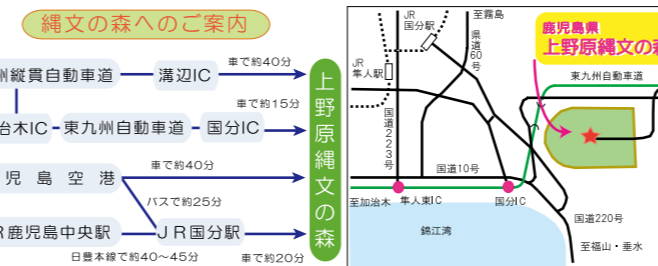 縄文の森へのご案内
州縦貫自動車道
溝辺IC
車で約40分
治木IC
東九州自動車道
国分IC
車で約15分
児島空港
車で約40分
バスで約25分
R鹿児島中央駅
JR国分駅
日豊本線で約40～45分
車で約20分
上野原縄文の森
JR
国分駅
至霧島
県道60号
JR
隼人駅
国道223号
鹿児島県
上野原縄文の森
東九州自動車道
国道10号
至加治木
隼人東IC
国分IC
錦江湾
国道220号
至福山・垂水